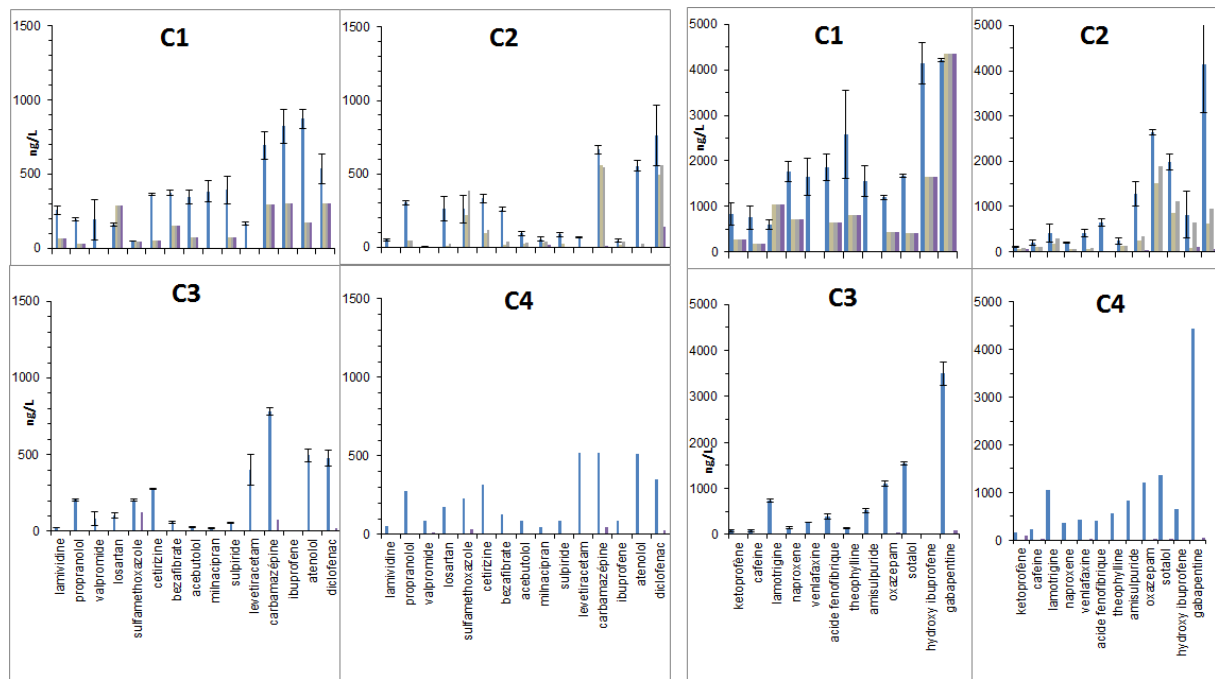 C1
1500
1000
500
0
ng/L
C2
1500
1000
500
0
C1
5000
4000
3000
2000
1000
0
ng/L
C2
5000
4000
3000
2000
1000
0
C3
1500
1000
500
0
ng/L
lamividine
propranolol
valpromide
losartan
sulfamethoxazole
cetirizine
bezafibrate
acebutolol
milnacipran
sulpiride
levetiracetam
carbamazépine
ibuprofene
atenolol
diclofenac
C4
1500
1000
500
0
lamividine
propranolol
valpromide
losartan
sulfamethoxazole
cetirizine
bezafibrate
acebutolol
milnacipran
sulpiride
levetiracetam
carbamazépine
ibuprofene
atenolol
diclofenac
C3
5000
4000
3000
2000
1000
0
ng/L
ketoprofène
cafeine
lamotrigine
naproxene
venlafaxine
acide fenofibrique
theophylline
amisulpuride
oxazepam
sotalol
hydroxy ibuprofene
gabapentine
C4
5000
4000
3000
2000
1000
0
ketoprofène
cafeine
lamotrigine
naproxene
venlafaxine
acide fenofibrique
theophylline
amisulpuride
oxazepam
sotalol
hydroxy ibuprofène
gabapentine